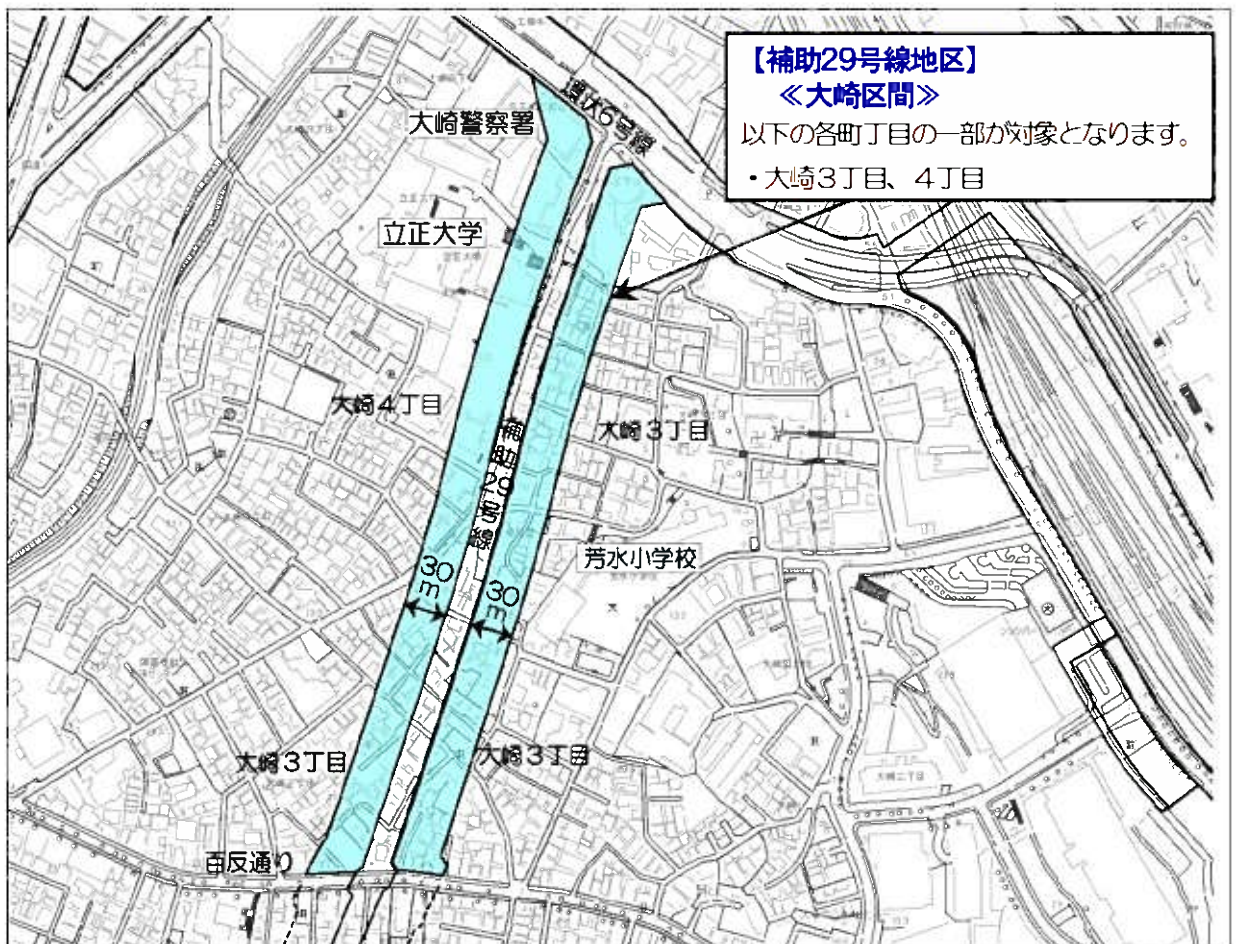 【補助29号線地区】
≪大崎区間≫
以下の各町丁目の一部が対象となります。
・大崎3丁目、4丁目
環状6号線
大崎警察署
立正大学
大崎4丁目
補助29号線
大崎3丁目
芳水小学校
30m
30m
大崎3丁目
大崎3丁目
百反通り